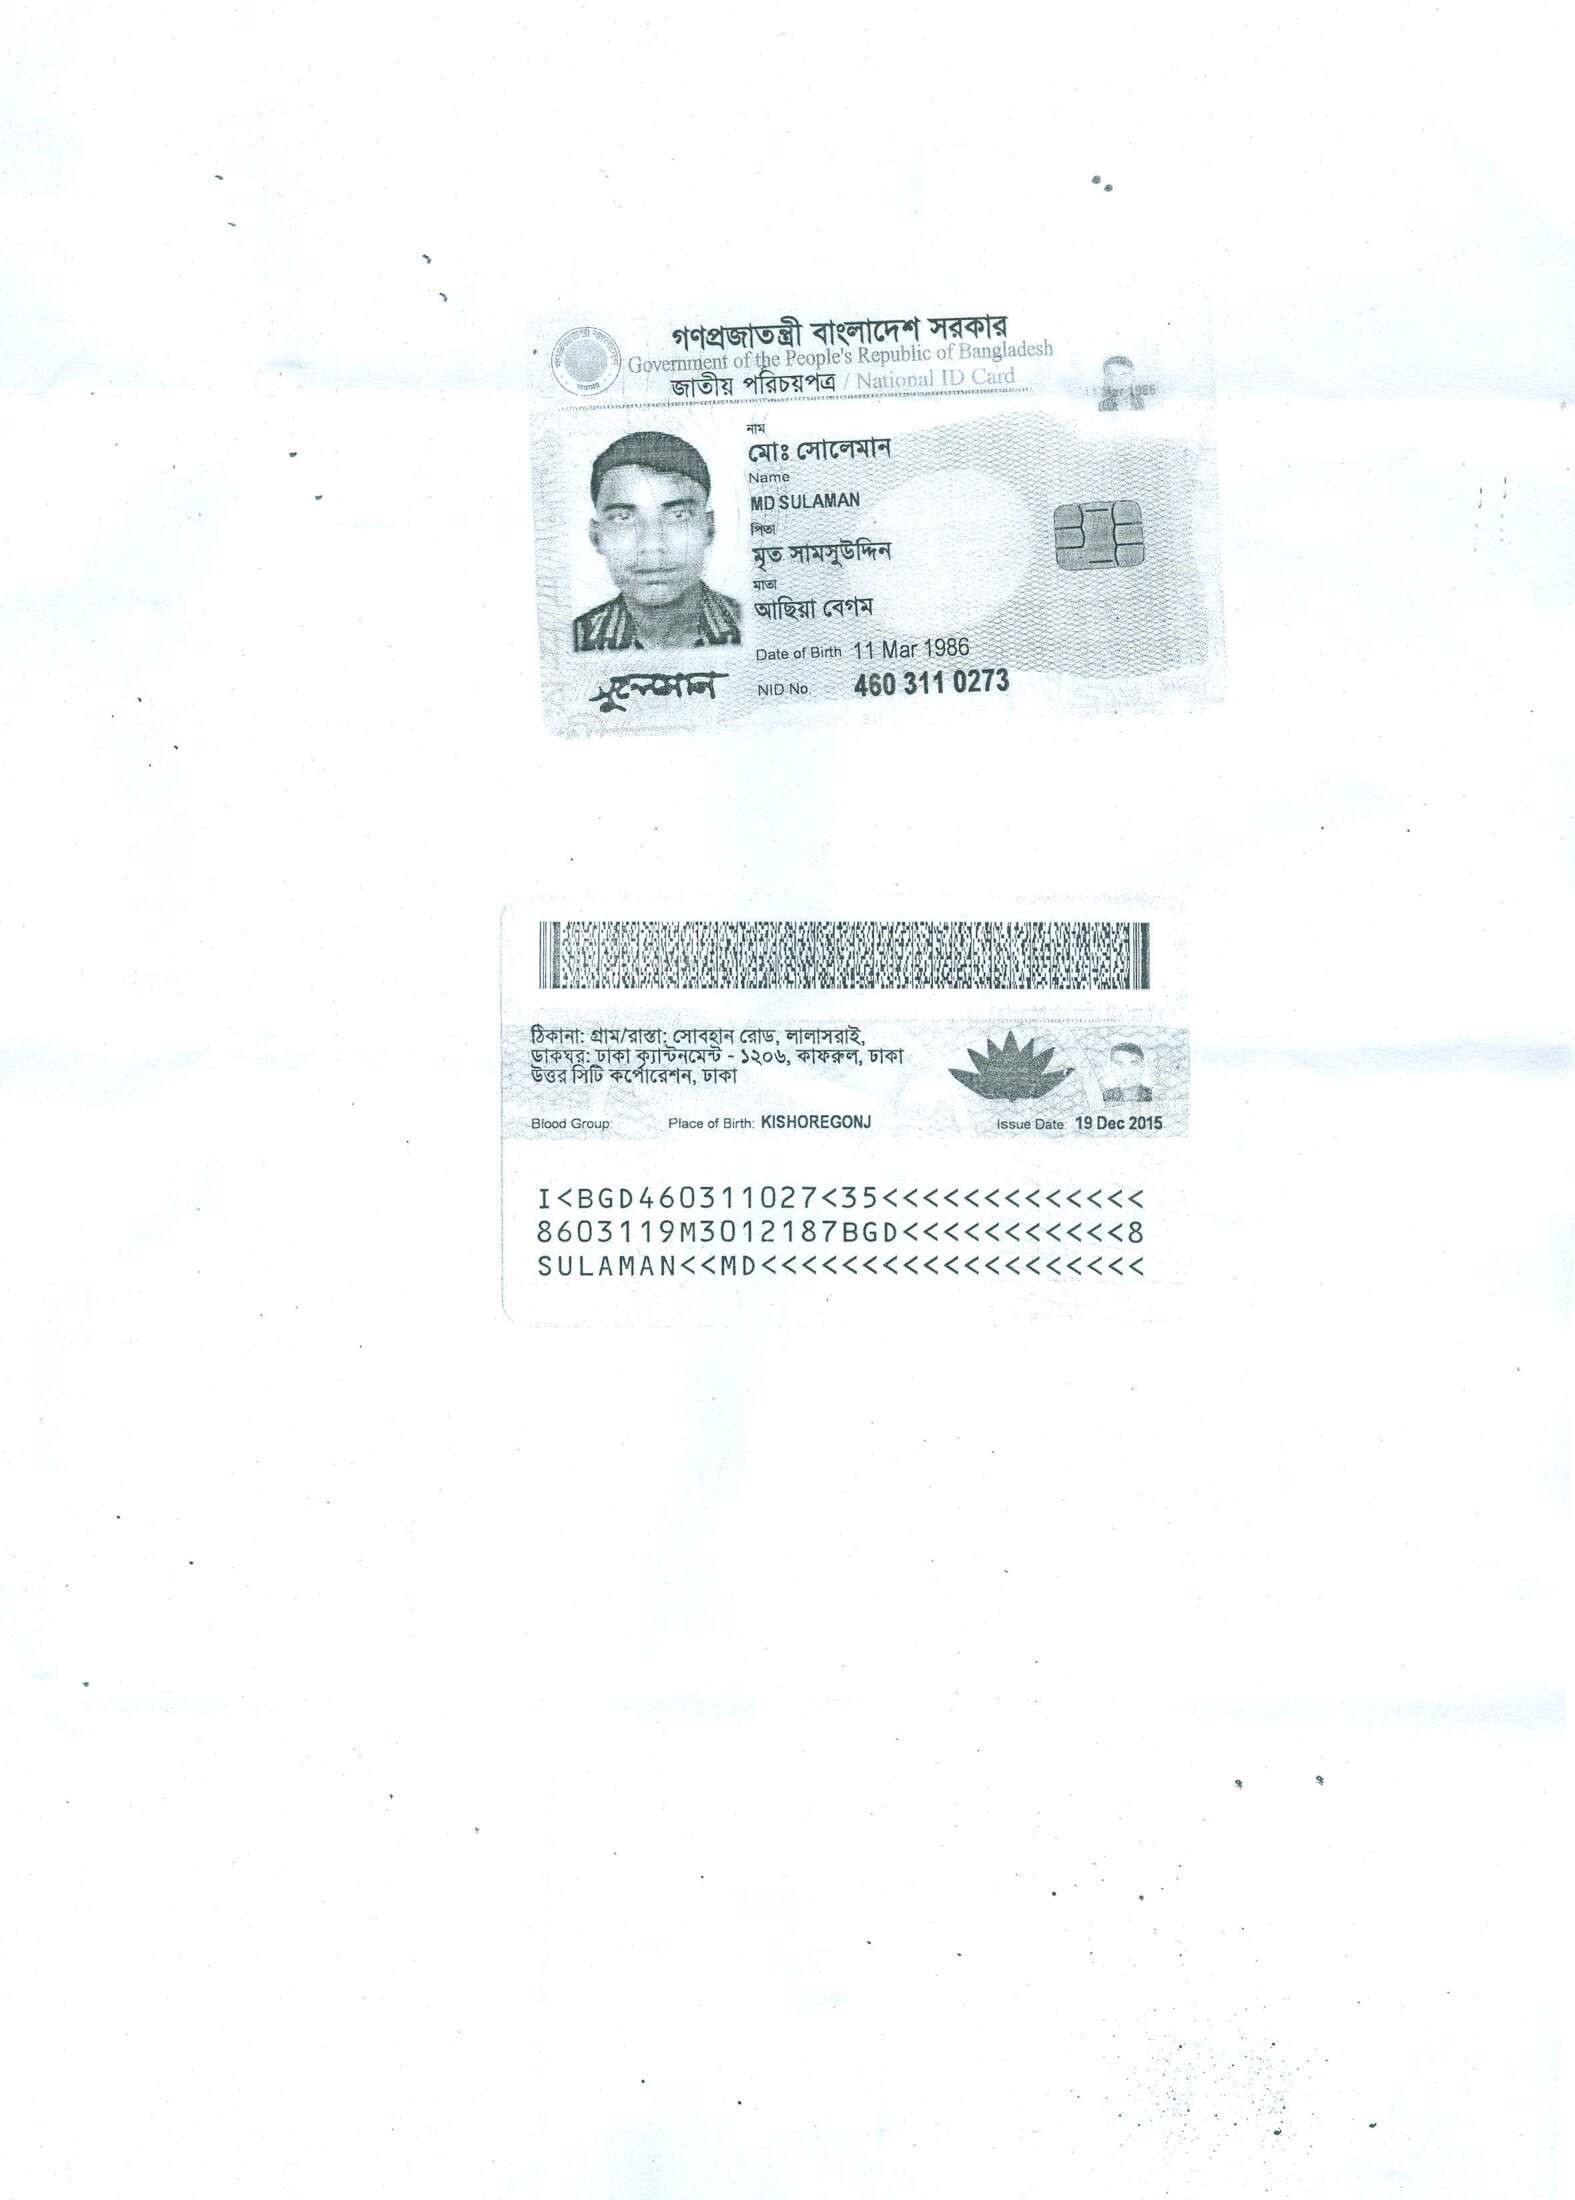 গণপ্রজাতন্ত্রী বাংলাদেশ সরকার
Government of the People's Republic of Bangladesh
জাতীয় পরিচয়পত্র / National ID Card
11 Mar 1986
নাম
মোঃ সোলেমান
Name
MD SULAMAN
পিতা
মৃত সামসুউদ্দিন
মাতা
আছিয়া বেগম
Date of Birth 11 Mar 1986
সুলেমান
NID No. 460 311 0273
ঠিকানা: গ্রাম/রাস্তা: সোবহান রোড, লালাসরাই,
ডাকঘর: ঢাকা ক্যান্টনমেন্ট - ১২০৬, কাফরুল, ঢাকা
উত্তর সিটি কর্পোরেশন, ঢাকা
Blood Group: Place of Birth: KISHOREGONJ Issue Date: 19 Dec 2015
I<BGD460311027<35<<<<<<<<<<<<<
8603119M3012187BGD<<<<<<<<<<<8
SULAMAN<<MD<<<<<<<<<<<<<<<<<<<